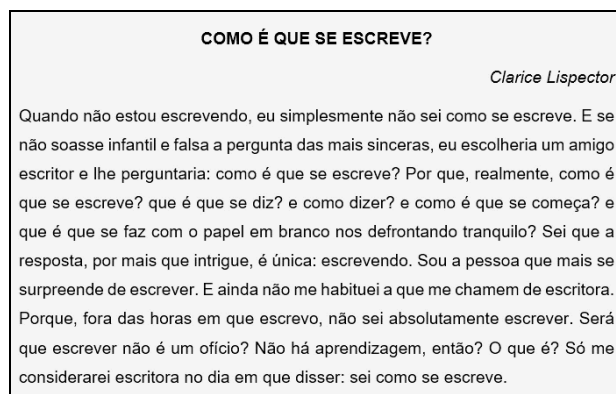 COMO É QUE SE ESCREVE?
Clarice Lispector
Quando não estou escrevendo, eu simplesmente não sei como se escreve. E se
não soasse infantil e falsa a pergunta das mais sinceras, eu escolheria um amigo
escritor e lhe perguntaria: como é que se escreve? Por que, realmente, como é
que se escreve? que é que se diz? e como dizer? e como é que se começa? e
que é que se faz com o papel em branco nos defrontando tranquilo? Sei que a
resposta, por mais que intrigue, é única: escrevendo. Sou a pessoa que mais se
surpreende de escrever. E ainda não me habituei a que me chamem de escritora.
Porque, fora das horas em que escrevo, não sei absolutamente escrever. Será
que escrever não é um ofício? Não há aprendizagem, então? O que é? Só me
considerarei escritora no dia em que disser: sei como se escreve.